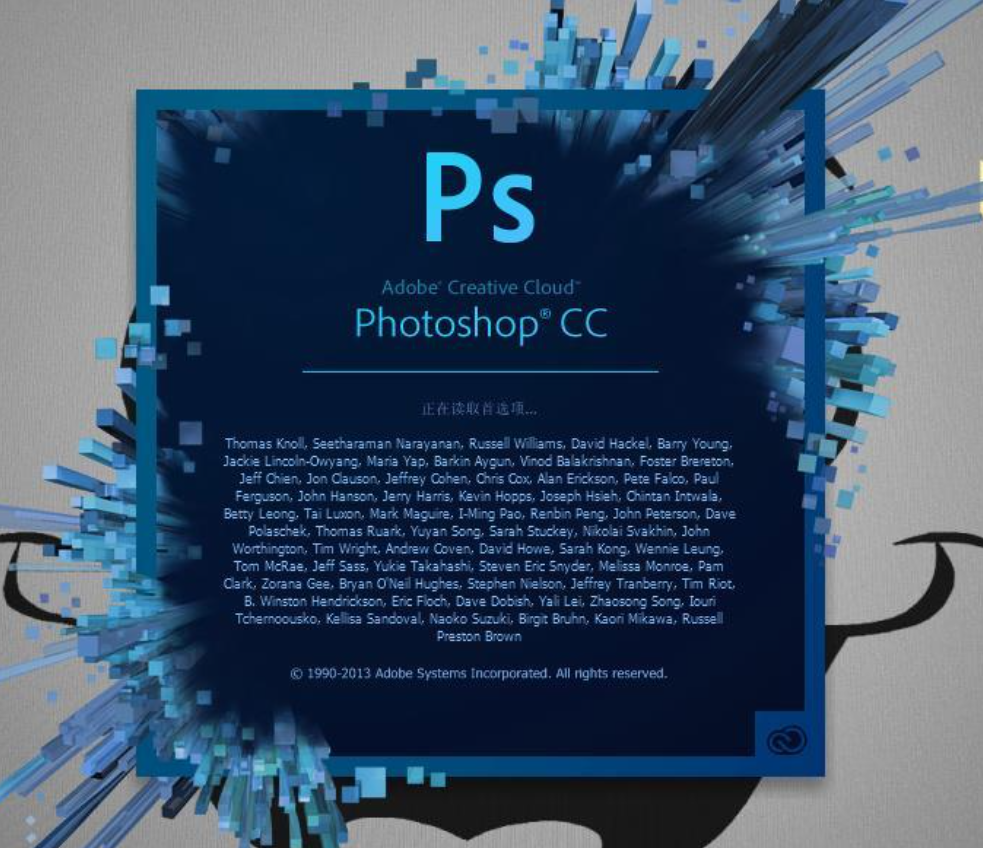 Ps
Adobe® Creative Cloud™
Photoshop® CC
正在读取首选项...
Thomas Knoll, Seetharaman Narayanan, Russell Williams, David Hackel, Barry Young,
Jackie Lincoln-Owyang, Maria Yap, Barkin Aygun, Vinod Balakrishnan, Foster Brereton,
Jeff Chien, Jon Clauson, Jeffrey Cohen, Chris Cox, Alan Erickson, Pete Falco, Paul
Ferguson, John Hanson, Jerry Harris, Kevin Hopps, Joseph Hsieh, Chintan Intwala,
Betty Leong, Tai Luxon, Mark Maguire, I-Ming Pao, Renbin Peng, John Peterson, Dave
Polaschek, Thomas Ruark, Yuyan Song, Sarah Stuckey, Nikolai Svakhin, John
Worthington, Tim Wright, Andrew Coven, David Howe, Sarah Kong, Wennie Leung,
Tom McRae, Jeff Sass, Yukie Takahashi, Steven Eric Snyder, Melissa Monroe, Pam
Clark, Zorana Gee, Bryan O'Neil Hughes, Stephen Nielson, Jeffrey Tranberry, Tim Riot,
B. Winston Hendrickson, Eric Floch, Dave Dobish, Yali Lei, Zhaosong Song, Iouri
Tchernoousko, Kellisa Sandoval, Naoko Suzuki, Birgit Bruhn, Kaori Mikawa, Russell
Preston Brown
© 1990-2013 Adobe Systems Incorporated. All rights reserved.